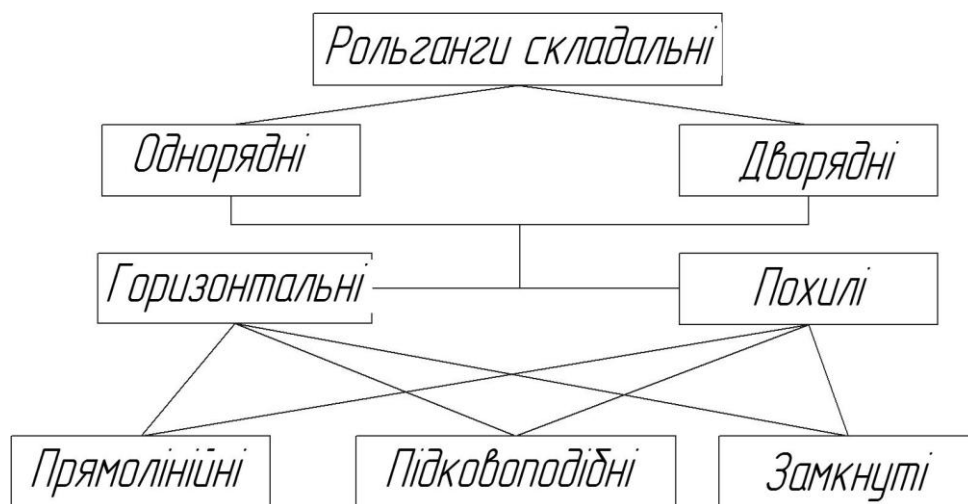 Рольганги складальні
Однорядні
Дворядні
Горизонтальні
Похилі
Прямолінійні
Підковоподібні
Замкнуті